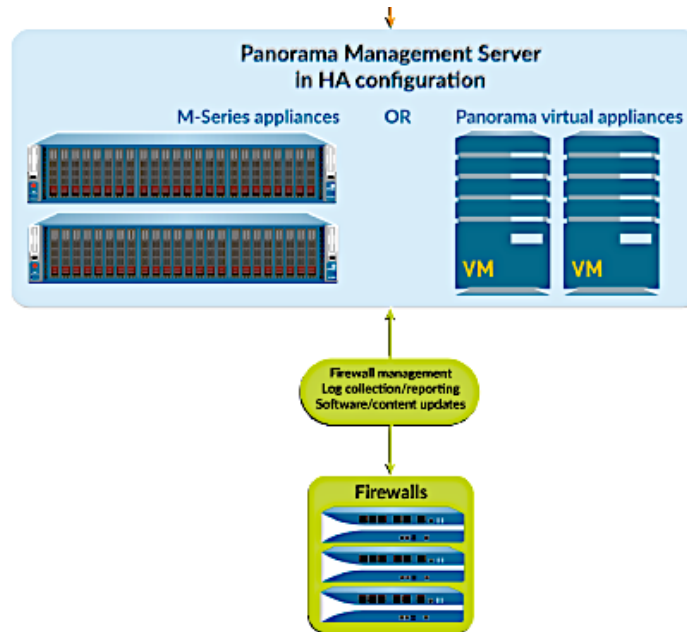 Panorama Management Server
in HA configuration
M-Series appliances OR Panorama virtual appliances
VM VM
Firewall management
Log collection/reporting
Software/content updates
Firewalls